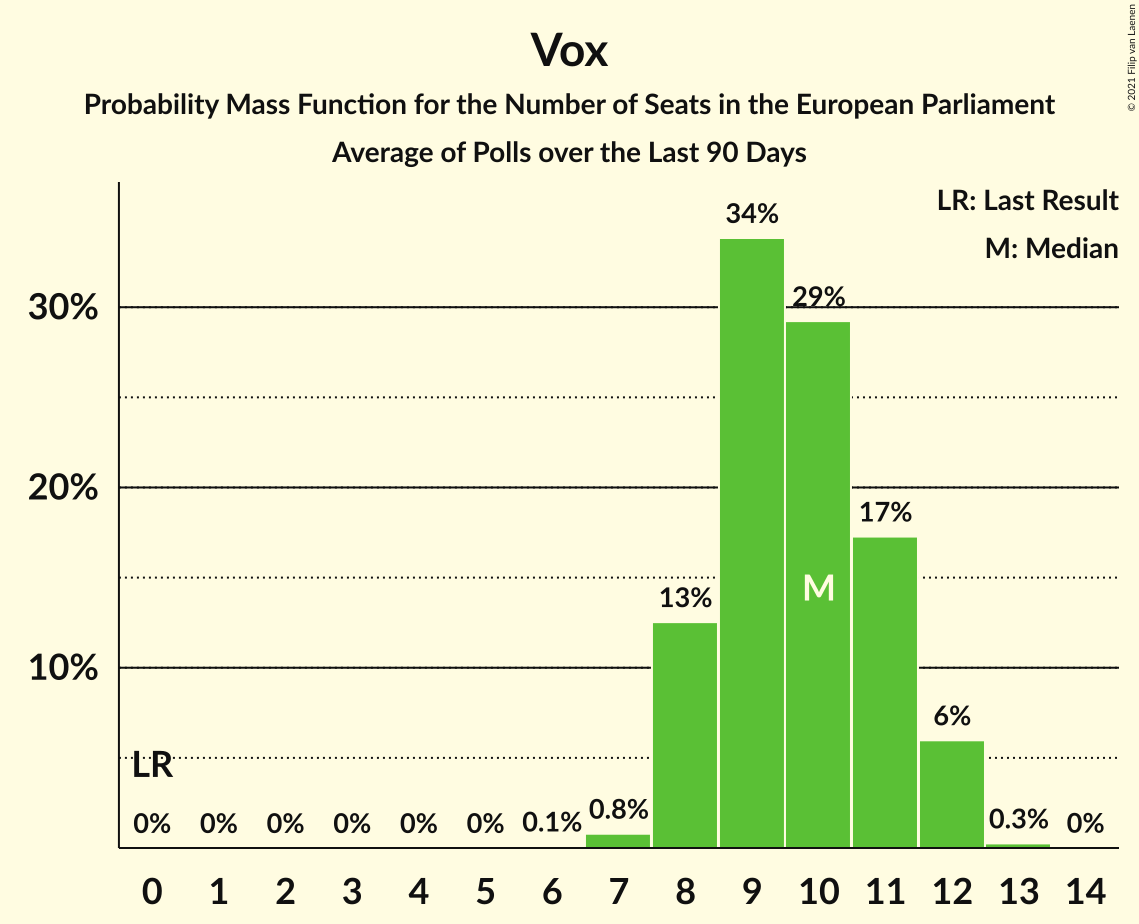 Vox
Probability Mass Function for the Number of Seats in the European Parliament
Average of Polls over the Last 90 Days
© 2021 Filip van Laenen
LR: Last Result
M: Median
34%
30%
29%
20%
17%
13%
M
10%
6%
LR
0% 0% 0% 0% 0% 0% 0.1% 0.8% 0.3% 0%
0 1 2 3 4 5 6 7 8 9 10 11 12 13 14